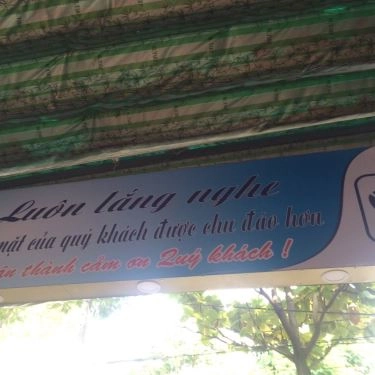 Luôn lắng nghe
mặt của quý khách được chu đáo hơn
thành cảm ơn Quý khách !